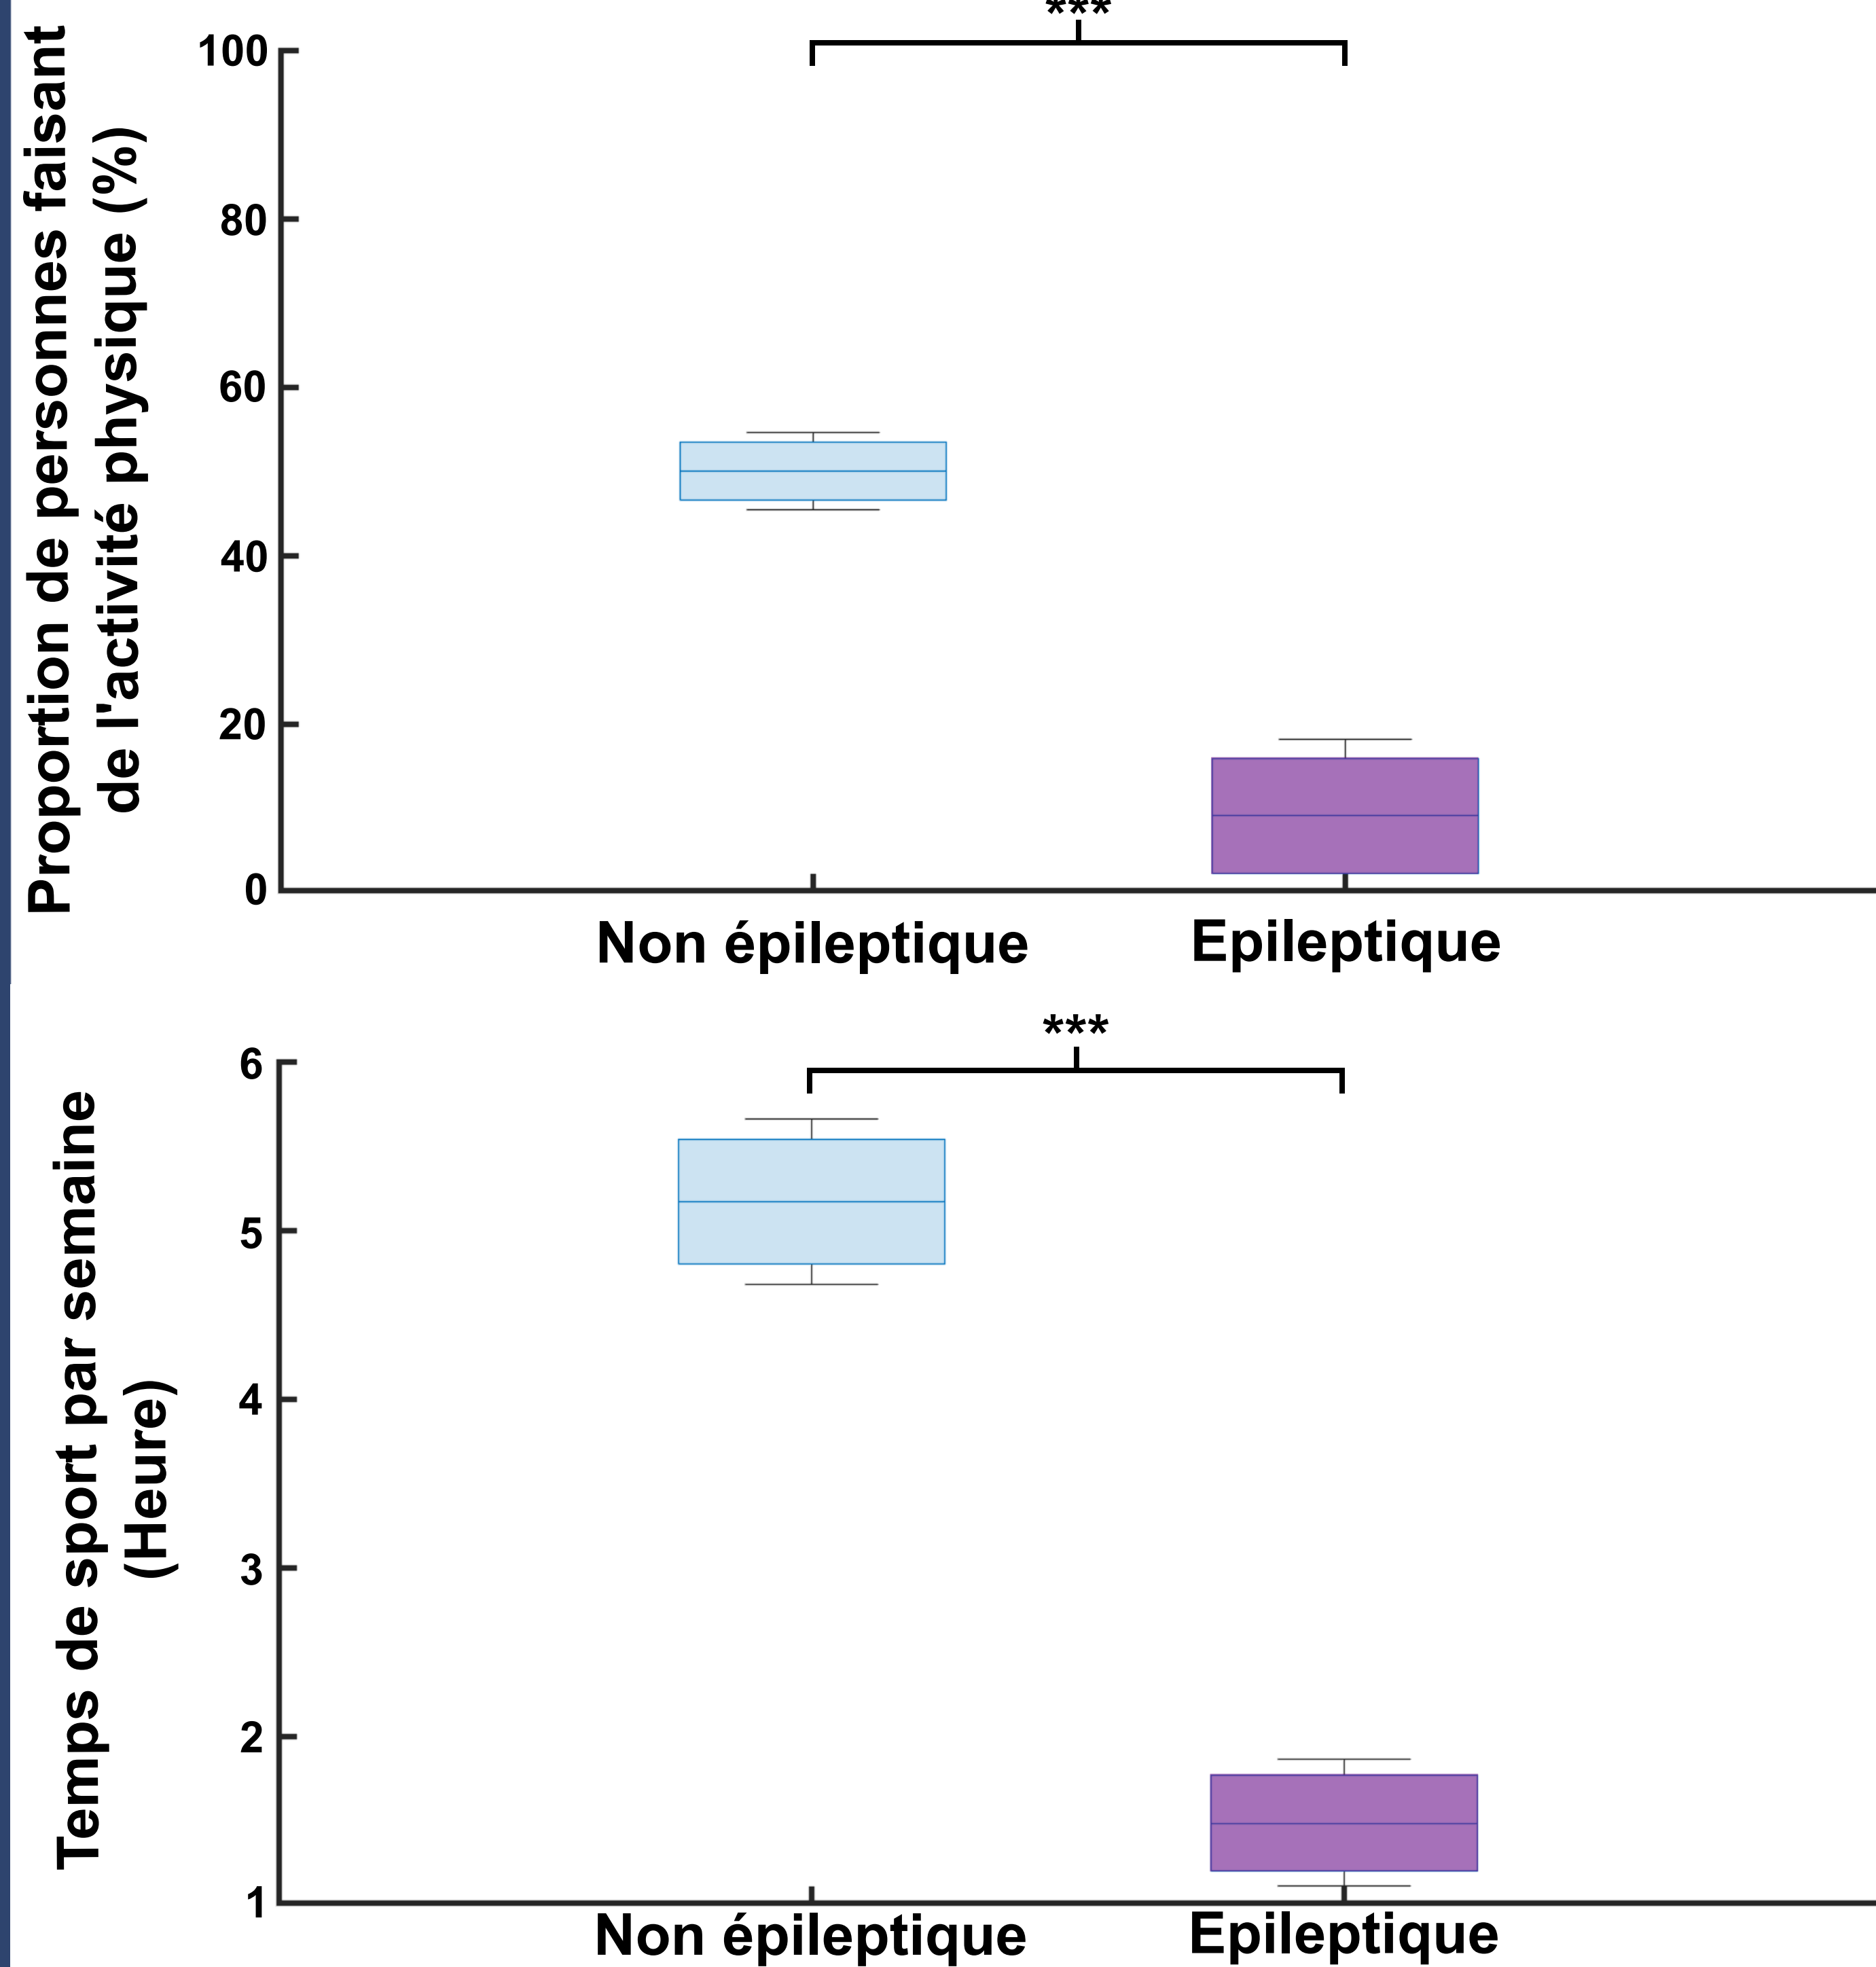 ***
Proportion de personnes faisant
de l'activité physique (%)
100
80
60
40
20
0
Non épileptique
Epileptique
***
Temps de sport par semaine
(Heure)
6
5
4
3
2
1
Non épileptique
Epileptique